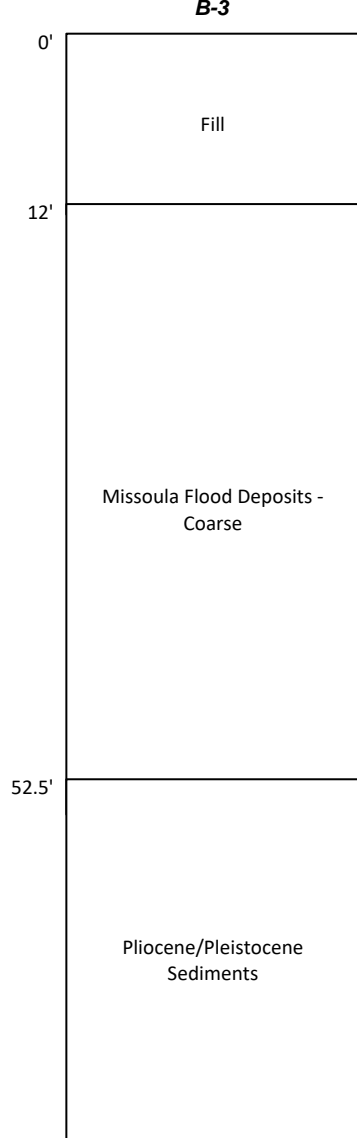 B-3
0'
Fill
12'
Missoula Flood Deposits -
Coarse
52.5'
Pliocene/Pleistocene
Sediments